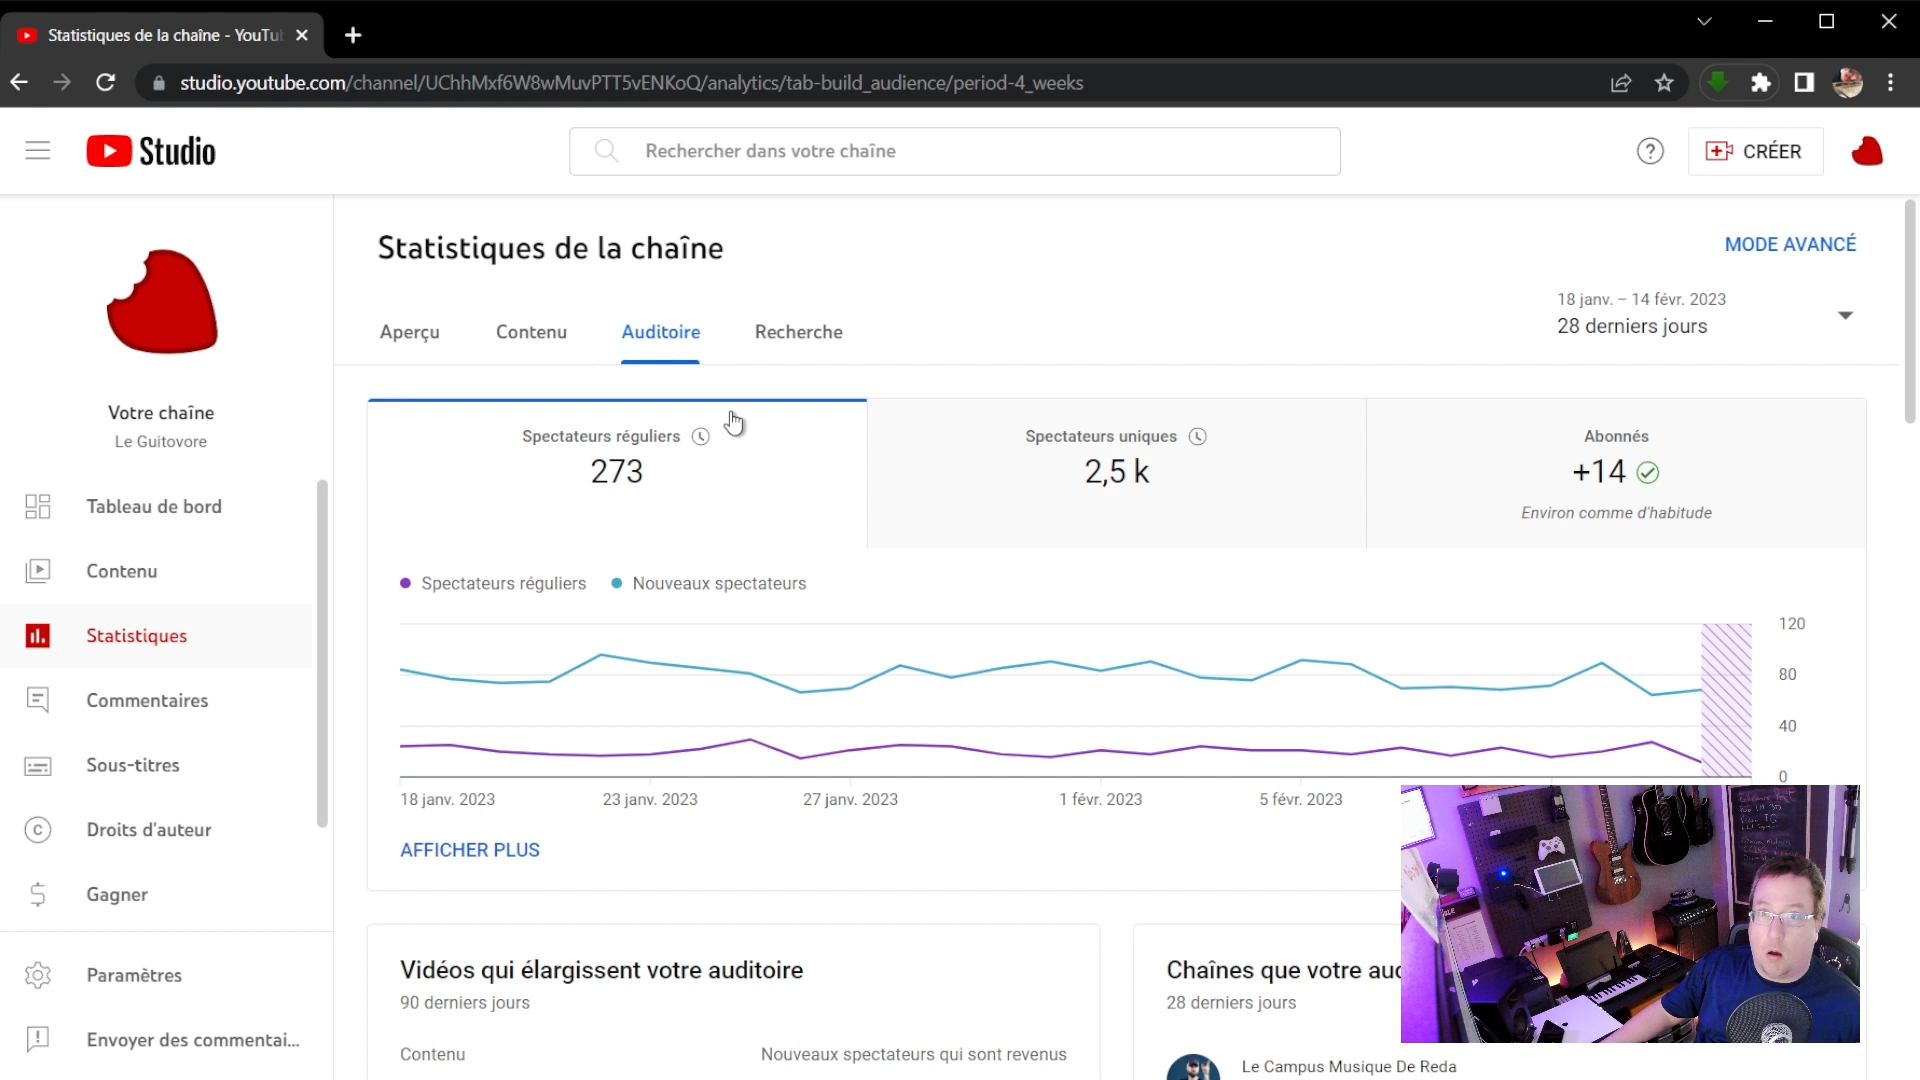 Statistiques de la chaîne - YouTu
studio.youtube.com/channel/UChhMxf6W8wMuvPTT5vENKoQ/analytics/tab-build_audience/period-4_weeks
Studio
Rechercher dans votre chaîne
CRÉER
Votre chaîne
Le Guitovore
Tableau de bord
Contenu
Statistiques
Commentaires
Sous-titres
Droits d'auteur
Gagner
Paramètres
Envoyer des commentai...
Statistiques de la chaîne
MODE AVANCÉ
18 janv. – 14 févr. 2023
28 derniers jours
Aperçu
Contenu
Auditoire
Recherche
Spectateurs réguliers
273
Spectateurs uniques
2,5 k
Abonnés
+14
Environ comme d'habitude
Spectateurs réguliers
Nouveaux spectateurs
120
80
40
0
18 janv. 2023
23 janv. 2023
27 janv. 2023
1 févr. 2023
5 févr. 2023
AFFICHER PLUS
Vidéos qui élargissent votre auditoire
90 derniers jours
Contenu
Nouveaux spectateurs qui sont revenus
Chaînes que votre auc
28 derniers jours
Le Campus Musique De Reda